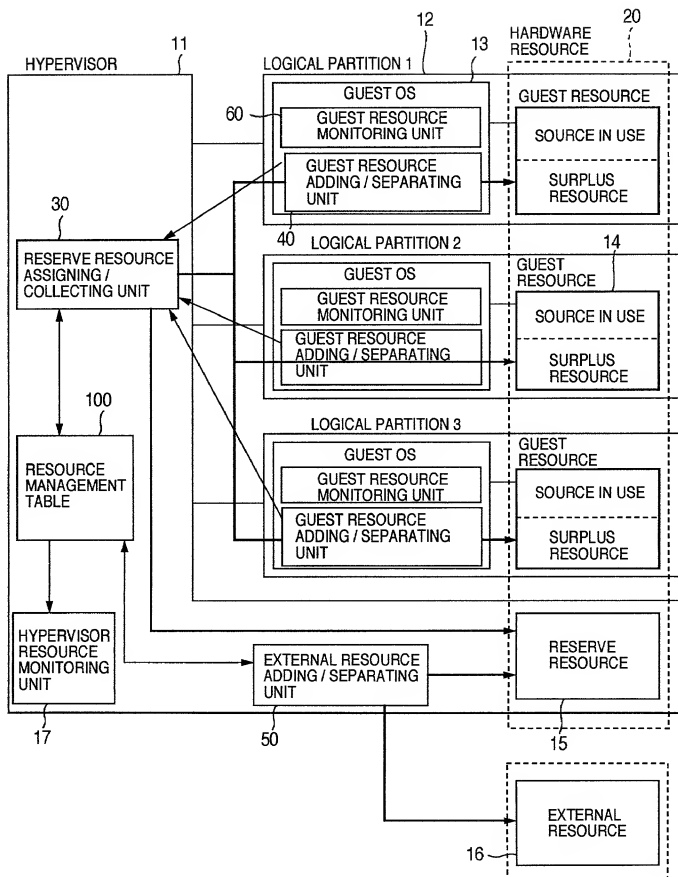 HARDWARE
RESOURCE
20
HYPERVISOR
11
LOGICAL PARTITION 1
12
13
GUEST OS
60
GUEST RESOURCE
MONITORING UNIT
GUEST RESOURCE
ADDING / SEPARATING
UNIT
40
GUEST RESOURCE
SOURCE IN USE
SURPLUS
RESOURCE
30
RESERVE RESOURCE
ASSIGNING /
COLLECTING UNIT
LOGICAL PARTITION 2
GUEST OS
GUEST RESOURCE
MONITORING UNIT
GUEST RESOURCE
ADDING / SEPARATING
UNIT
GUEST
RESOURCE
14
SOURCE IN USE
SURPLUS
RESOURCE
100
RESOURCE
MANAGEMENT
TABLE
LOGICAL PARTITION 3
GUEST OS
GUEST RESOURCE
MONITORING UNIT
GUEST RESOURCE
ADDING / SEPARATING
UNIT
GUEST
RESOURCE
SOURCE IN USE
SURPLUS
RESOURCE
HYPERVISOR
RESOURCE
MONITORING
UNIT
17
EXTERNAL RESOURCE
ADDING / SEPARATING
UNIT
50
RESERVE
RESOURCE
15
EXTERNAL
RESOURCE
16